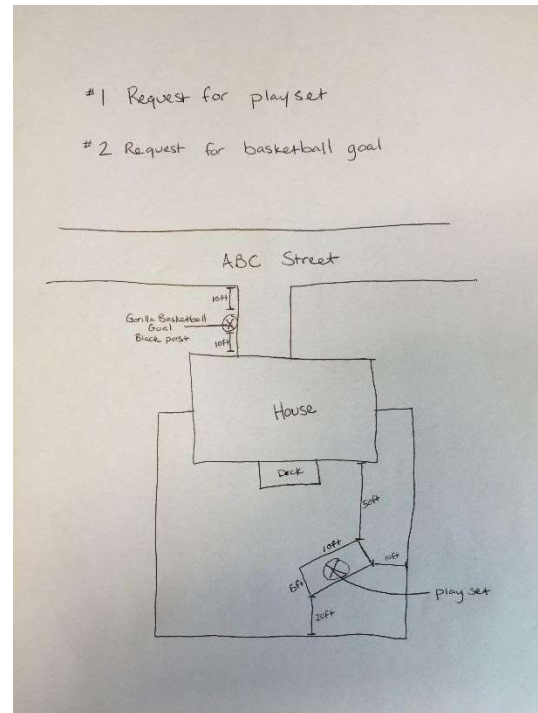 #1 Request for playset
#2 Request for basketball goal
ABC Street
10ft
Gorilla Basketball
Goal
Black post
10ft
House
Deck
50ft
10ft
10ft
5ft
20ft
play set